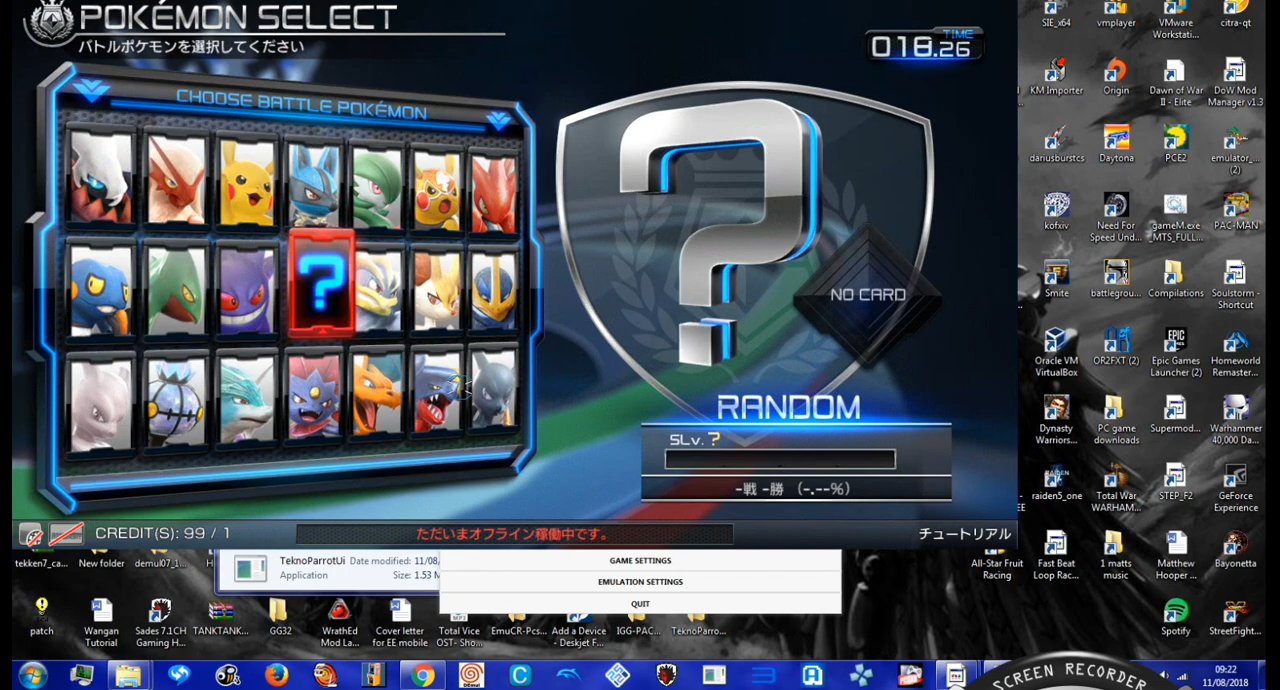 POKÉMON SELECT
バトルポケモンを選択してください
TIME
018.26
CHOOSE BATTLE POKÉMON
NO CARD
RANDOM
SLv. ?
-戦 -勝 (-.--%)
CREDIT(S): 99 / 1
ただいまオフライン稼働中です。
チュートリアル
SIE_x64
vmplayer
VMware
Workstati...
citra-qt
KM Importer
Origin
Dawn of War
II - Elite
DoW Mod
Manager v1.3
dariusburstcs
Daytona
PCE2
emulator_...
(2)
kofxiv
Need For
Speed Und...
_gameM.exe
_MTS_FULL...
PAC-MAN
Smite
battlegrou...
Compilations
Soulstorm -
Shortcut
Oracle VM
VirtualBox
OR2FXT (2)
Epic Games
Launcher (2)
Homeworld
Remaster...
Dynasty
Warriors...
PC game
downloads
Supermod...
Warhammer
40,000 Da...
raiden5_one
Total War
WARHAM...
STEP_F2
GeForce
Experience
All-Star Fruit
Racing
Fast Beat
Loop Rac...
1 matts
music
Matthew
Hooper ...
Bayonetta
tekken7_ca...
New folder
demul07_1...
TeknoParrotUi
Date modified: 11/08/
Application
Size: 1.53 M
GAME SETTINGS
EMULATION SETTINGS
QUIT
patch
Wangan
Tutorial
Sades 7.1CH
Gaming H...
TANKTANK...
GG32
WrathEd
Mod La...
Cover letter
for EE mobile
Total Vice
OST- Sho...
EmuCR-Pcs...
Add a Device
- Deskjet F...
IGG-PAC...
TeknoParro...
Spotify
StreetFight...
SCREEN RECORDER
09:22
11/08/2018